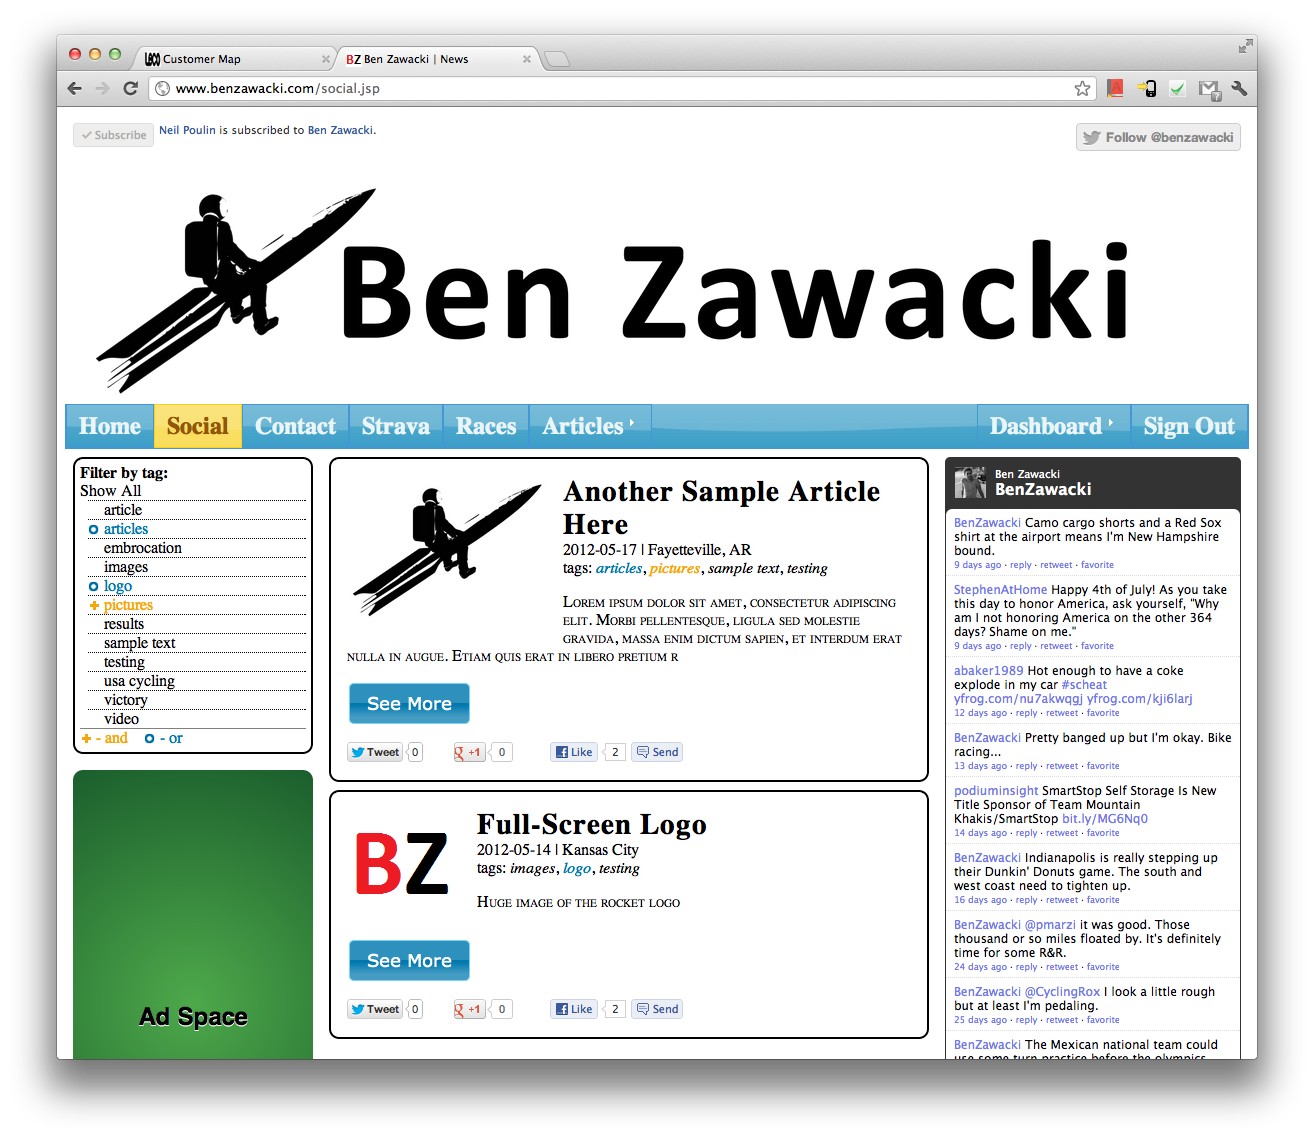 Customer Map
BZ Ben Zawacki | News
www.benzawacki.com/social.jsp
Subscribe
Neil Poulin is subscribed to Ben Zawacki.
Follow @benzawacki
Ben Zawacki
Home
Social
Contact
Strava
Races
Articles
Dashboard
Sign Out
Filter by tag:
Show All
article
articles
embrocation
images
logo
pictures
results
sample text
testing
usa cycling
victory
video
+ - and o - or
Ad Space
Another Sample Article
Here
2012-05-17 | Fayetteville, AR
tags: articles, pictures, sample text, testing
Lorem ipsum dolor sit amet, consectetur adipiscing
elit. Morbi pellentesque, ligula sed molestie
gravida, massa enim dictum sapien, et interdum erat
nulla in augue. Etiam quis erat in libero pretium r
See More
Tweet 0 g +1 0 Like 2 Send
BZ
Full-Screen Logo
2012-05-14 | Kansas City
tags: images, logo, testing
Huge image of the rocket logo
See More
Tweet 0 g +1 0 Like 2 Send
Ben Zawacki
BenZawacki
BenZawacki Camo cargo shorts and a Red Sox
shirt at the airport means I'm New Hampshire
bound.
9 days ago · reply · retweet · favorite
StephenAtHome Happy 4th of July! As you take
this day to honor America, ask yourself, "Why
am I not honoring America on the other 364
days? Shame on me."
9 days ago · reply · retweet · favorite
abaker1989 Hot enough to have a coke
explode in my car #scheat
yfrog.com/nu7akwqgj yfrog.com/kji6larj
12 days ago · reply · retweet · favorite
BenZawacki Pretty banged up but I'm okay. Bike
racing...
13 days ago · reply · retweet · favorite
podiuminsight SmartStop Self Storage Is New
Title Sponsor of Team Mountain
Khakis/SmartStop bit.ly/MG6Nq0
14 days ago · reply · retweet · favorite
BenZawacki Indianapolis is really stepping up
their Dunkin' Donuts game. The south and
west coast need to tighten up.
16 days ago · reply · retweet · favorite
BenZawacki @pmarzi it was good. Those
thousand or so miles floated by. It's definitely
time for some R&R.
24 days ago · reply · retweet · favorite
BenZawacki @CyclingRox I look a little rough
but at least I'm pedaling.
25 days ago · reply · retweet · favorite
BenZawacki The Mexican national team could
use some turn practice before the olympics